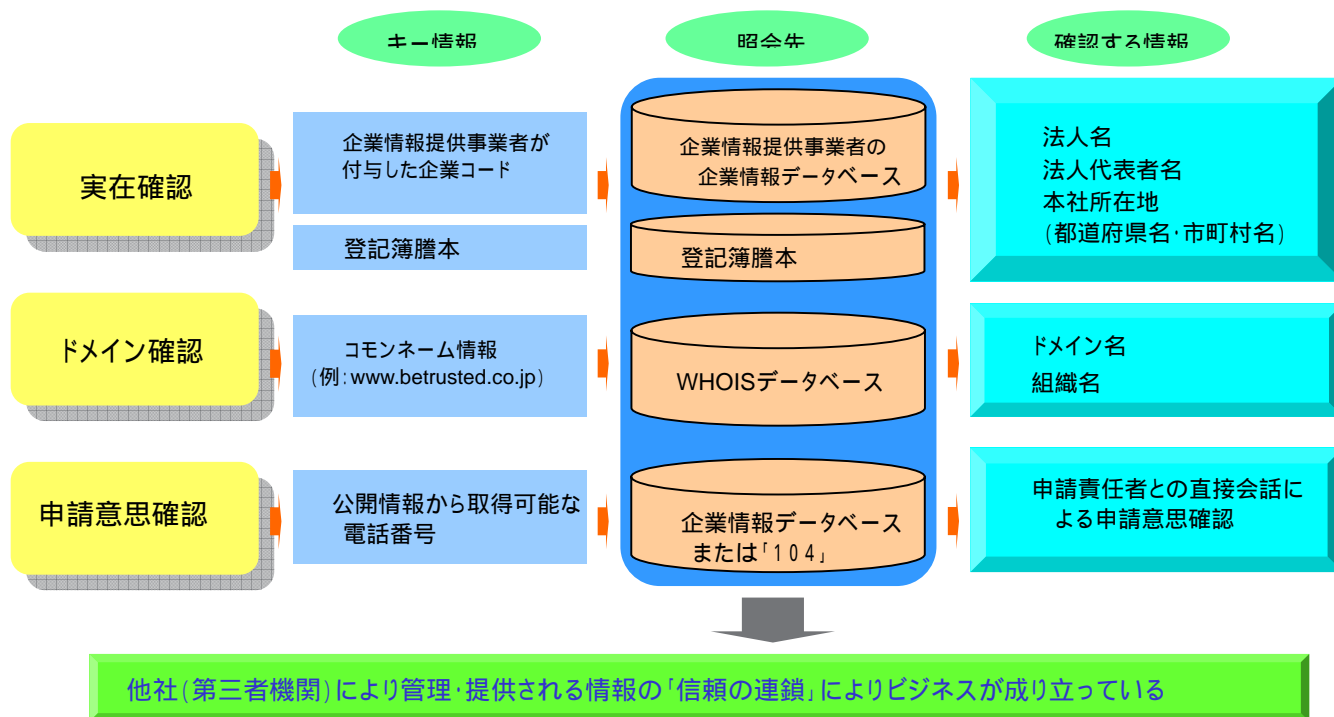 キー情報
照会先
確認する情報
実在確認
企業情報提供事業者が
付与した企業コード
登記簿謄本
企業情報提供事業者の
企業情報データベース
登記簿謄本
法人名
法人代表者名
本社所在地
(都道府県名・市町村名)
ドメイン確認
コモンネーム情報
(例:www.betrusted.co.jp)
WHOISデータベース
ドメイン名
組織名
申請意思確認
公開情報から取得可能な
電話番号
企業情報データベース
または「104」
申請責任者との直接会話に
よる申請意思確認
他社(第三者機関)により管理・提供される情報の「信頼の連鎖」によりビジネスが成り立っている